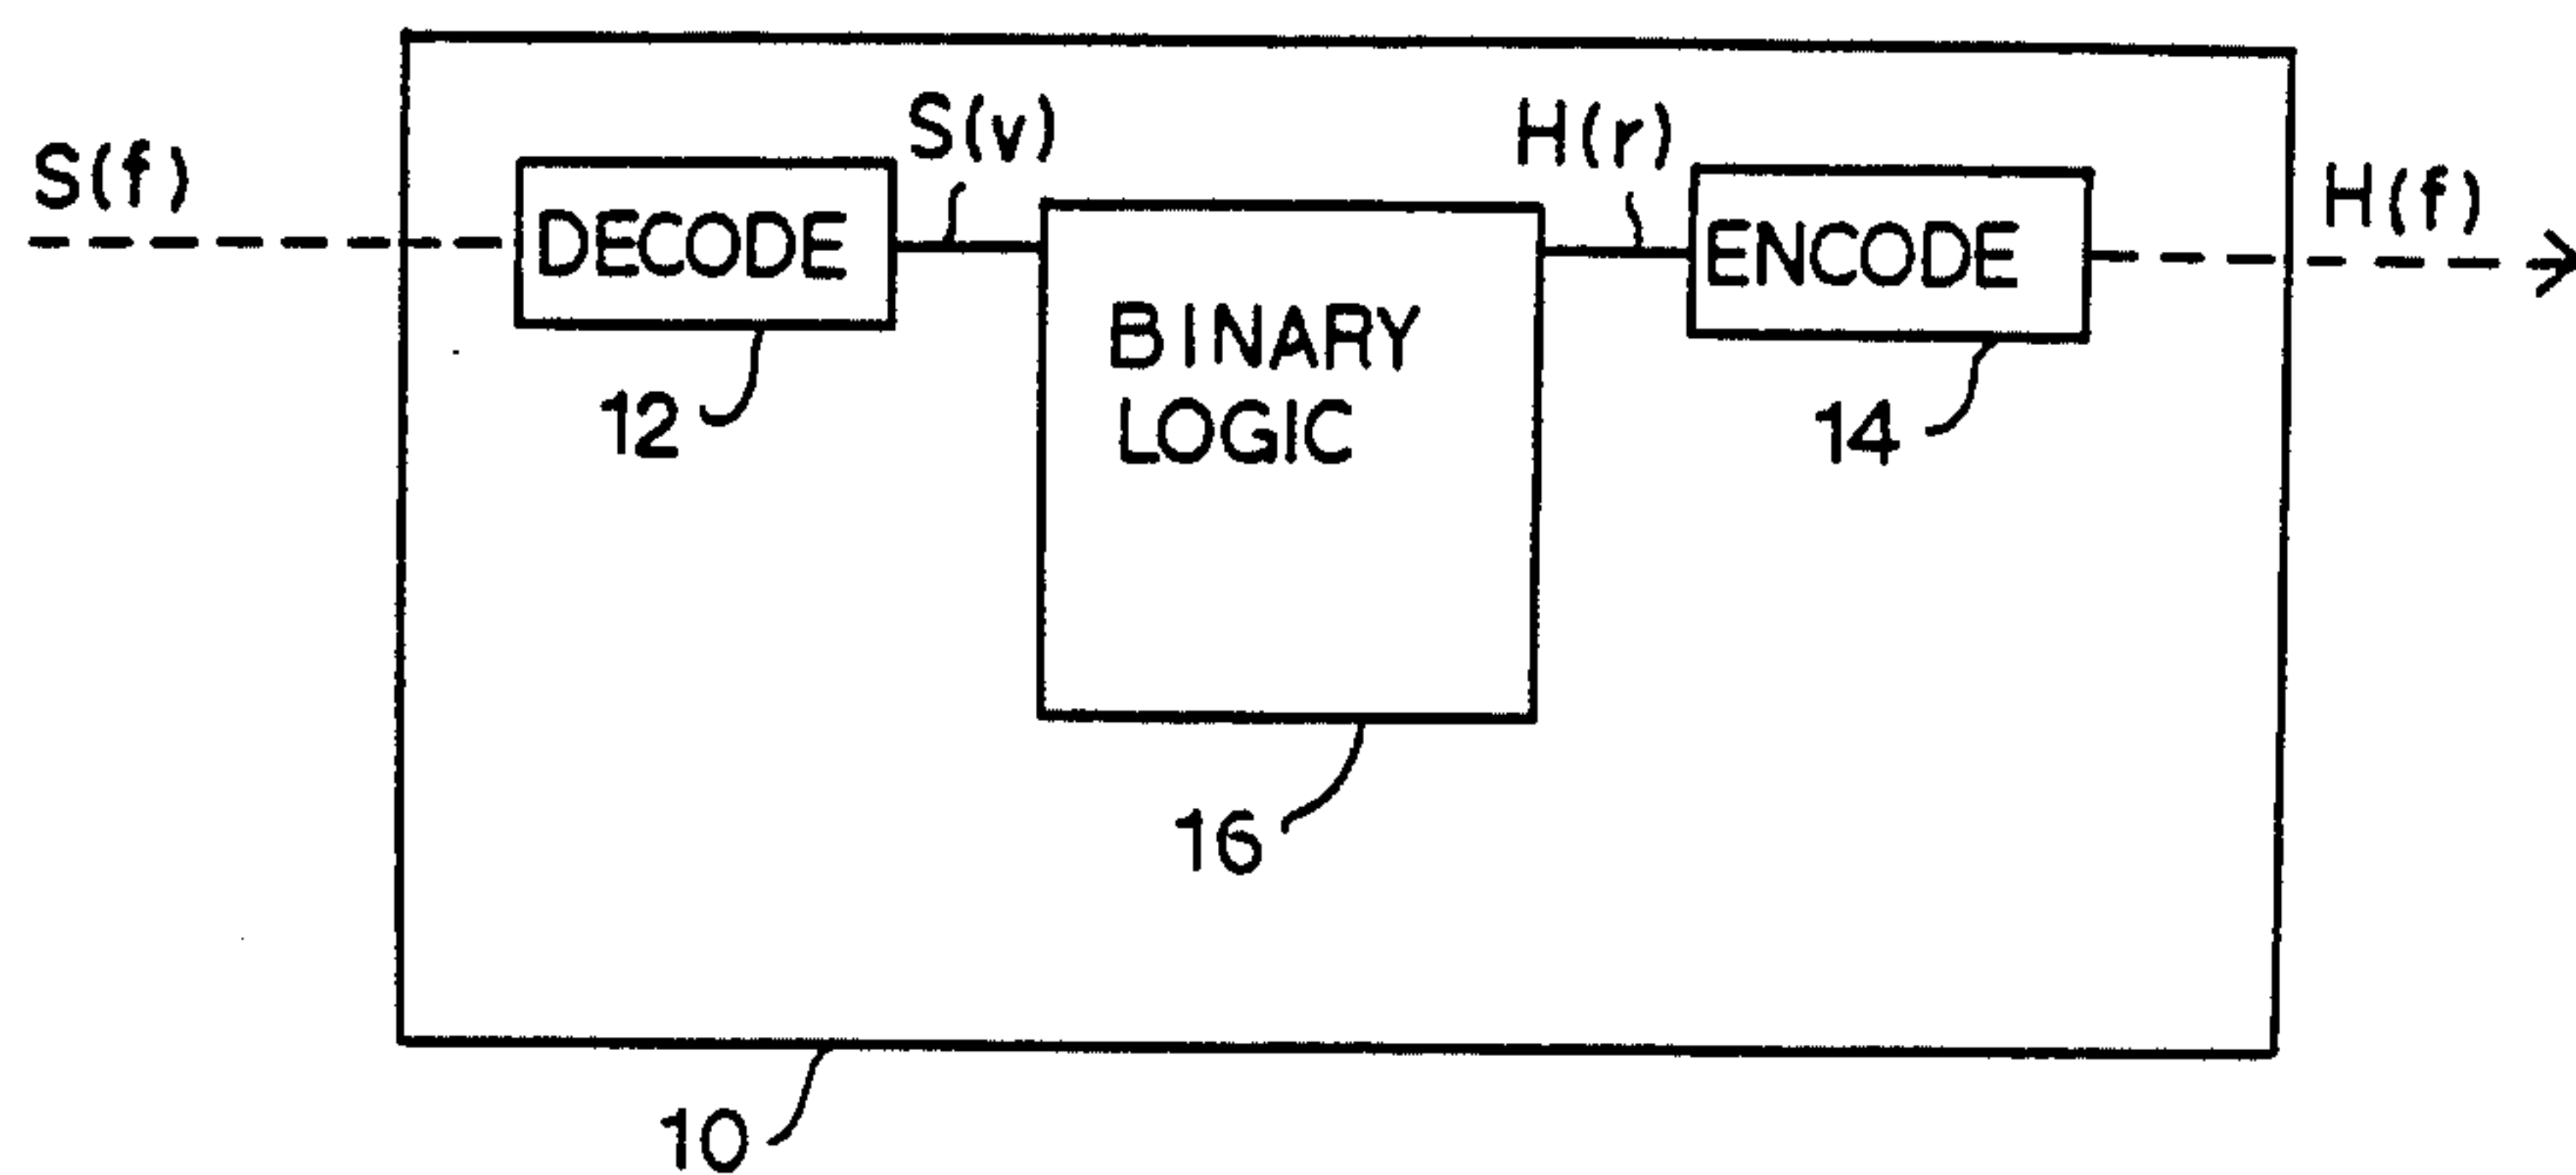 S(f)
S(v)
H(r)
H(f)
DECODE
ENCODE
BINARY
LOGIC
12
14
16
10